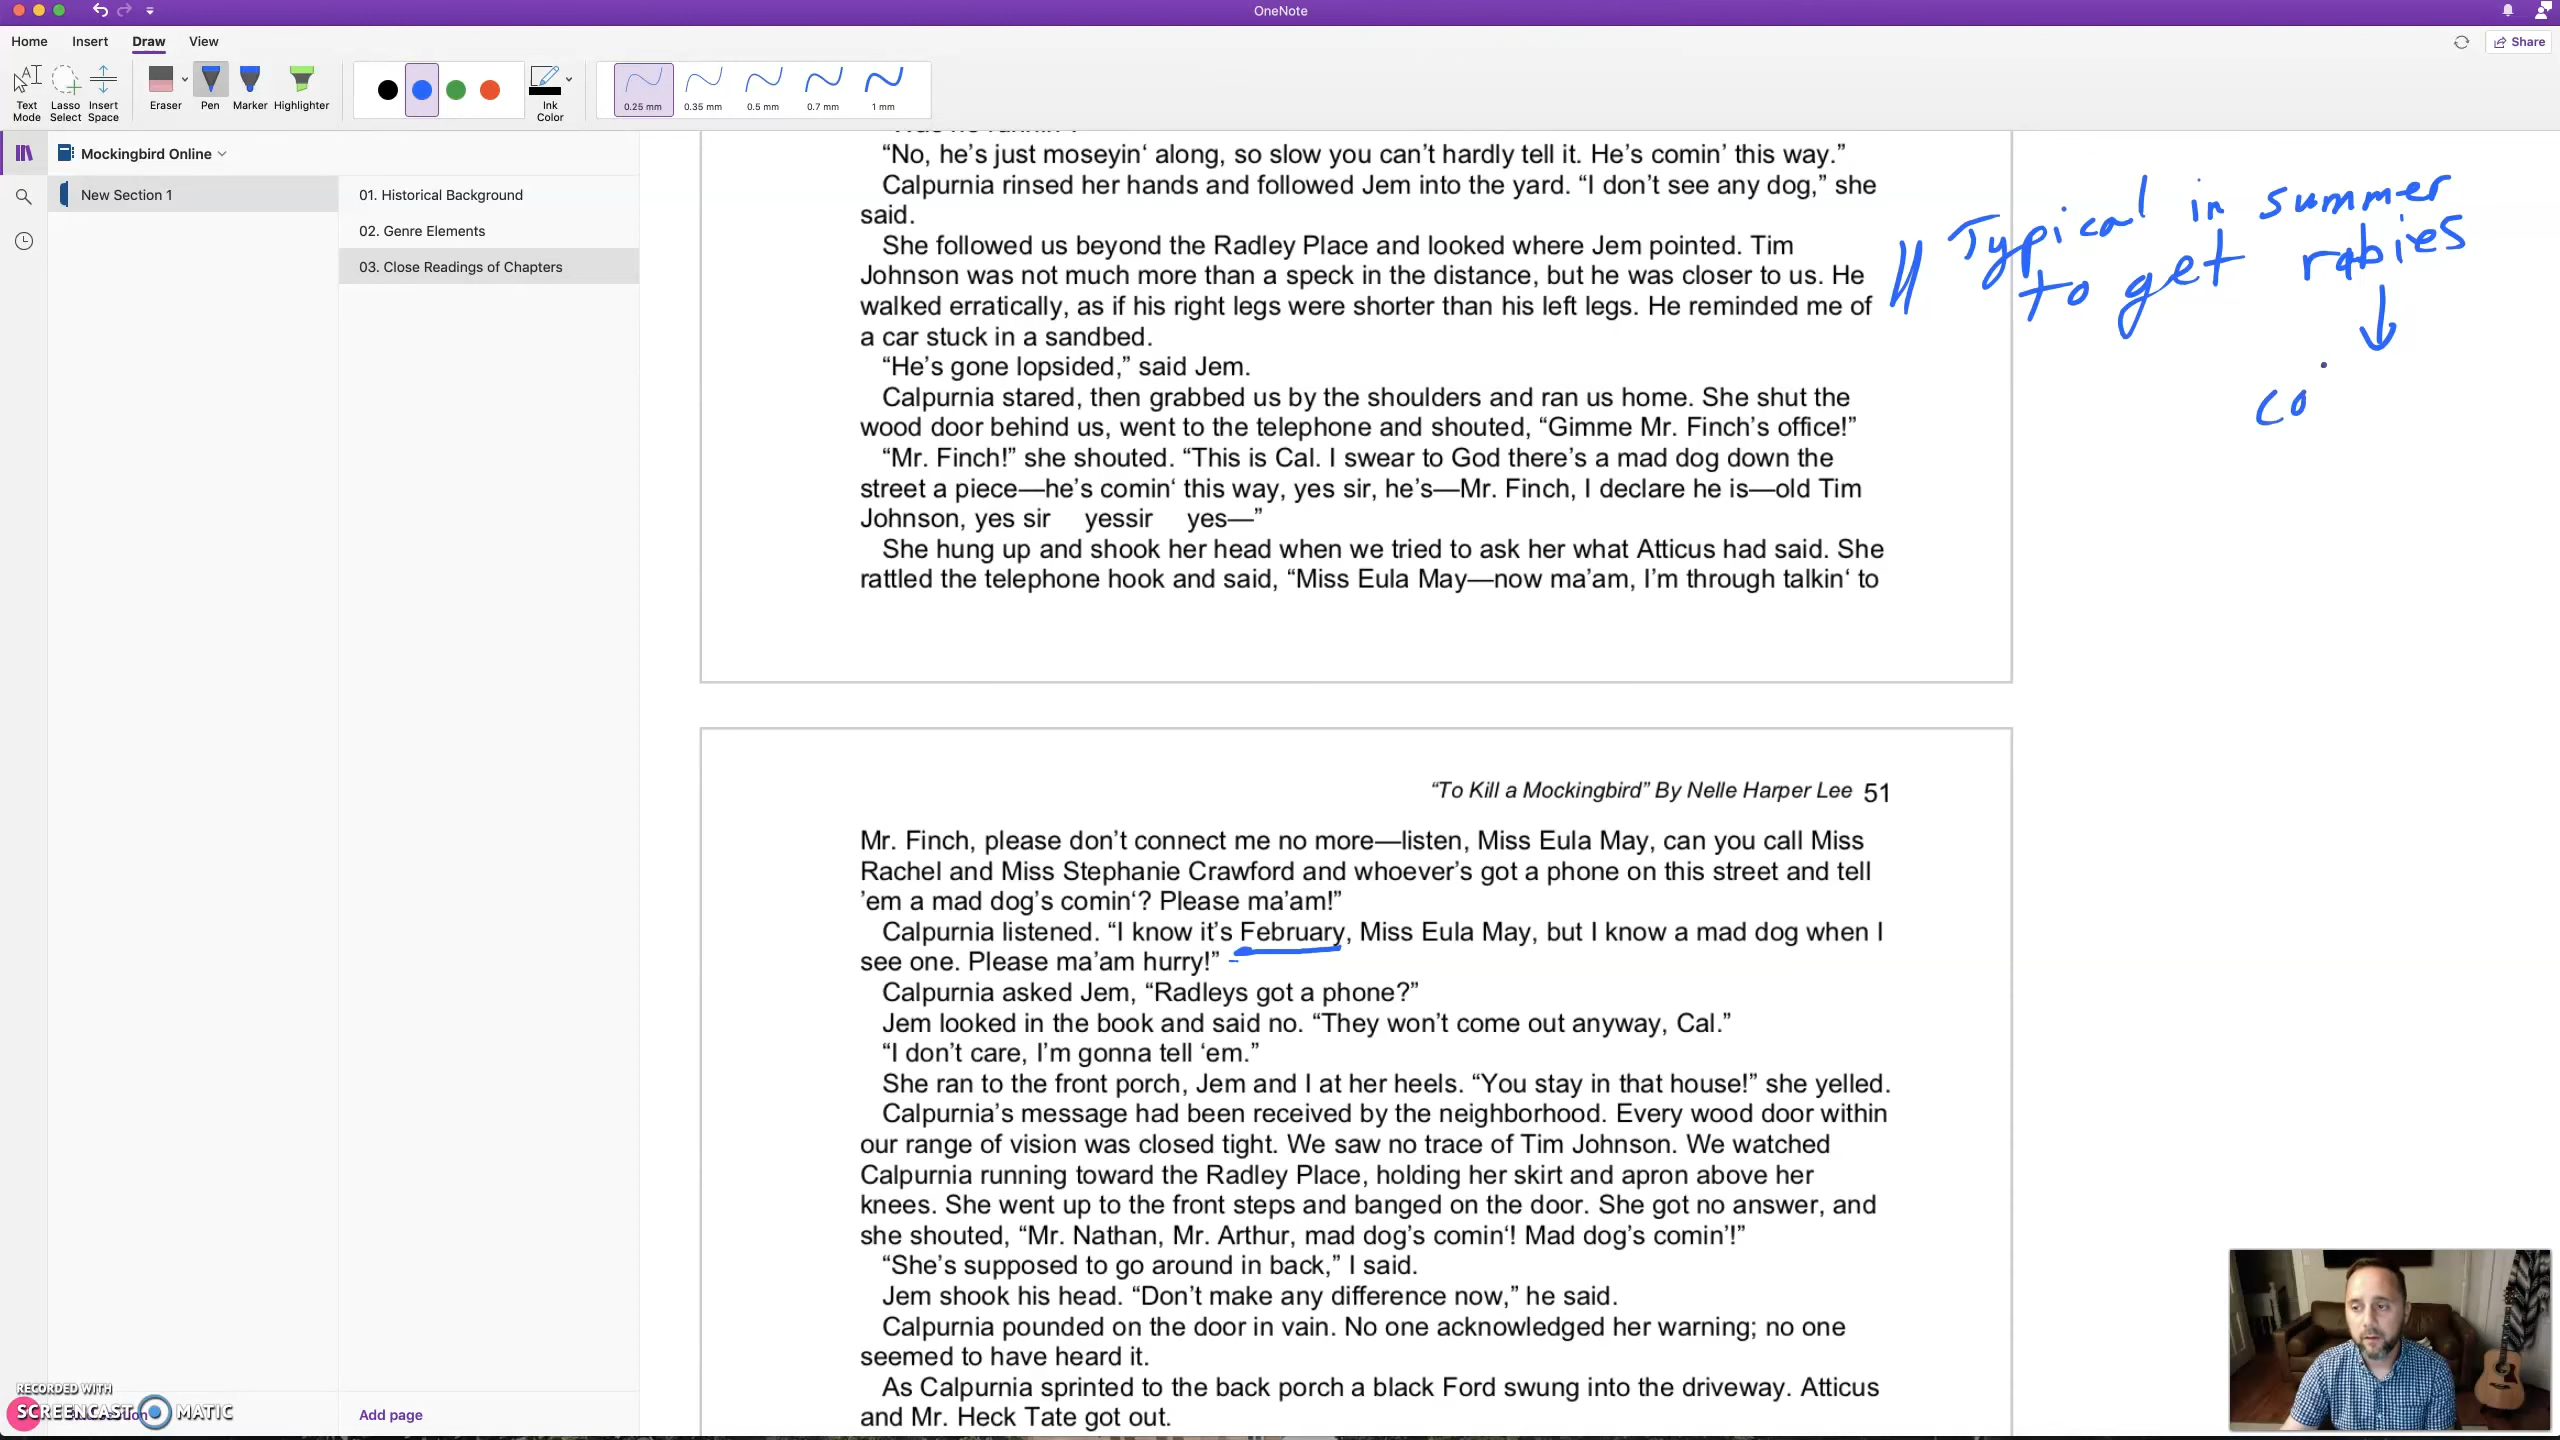 OneNote
Home Insert Draw View
Share
Text Mode
Lasso Select
Insert Space
Eraser
Pen
Marker
Highlighter
Ink Color
0.25 mm
0.35 mm
0.5 mm
0.7 mm
1 mm
Mockingbird Online
New Section 1
01. Historical Background
02. Genre Elements
03. Close Readings of Chapters
“No, he’s just moseyin‘ along, so slow you can’t hardly tell it. He’s comin’ this way.”
Calpurnia rinsed her hands and followed Jem into the yard. “I don’t see any dog,” she
said.
She followed us beyond the Radley Place and looked where Jem pointed. Tim
Johnson was not much more than a speck in the distance, but he was closer to us. He
walked erratically, as if his right legs were shorter than his left legs. He reminded me of
a car stuck in a sandbed.
“He’s gone lopsided,” said Jem.
Calpurnia stared, then grabbed us by the shoulders and ran us home. She shut the
wood door behind us, went to the telephone and shouted, “Gimme Mr. Finch’s office!”
“Mr. Finch!” she shouted. “This is Cal. I swear to God there’s a mad dog down the
street a piece—he’s comin‘ this way, yes sir, he’s—Mr. Finch, I declare he is—old Tim
Johnson, yes sir yessir yes—”
She hung up and shook her head when we tried to ask her what Atticus had said. She
rattled the telephone hook and said, “Miss Eula May—now ma’am, I’m through talkin‘ to
Typical in summer
to get rabies
co
“To Kill a Mockingbird” By Nelle Harper Lee 51
Mr. Finch, please don’t connect me no more—listen, Miss Eula May, can you call Miss
Rachel and Miss Stephanie Crawford and whoever’s got a phone on this street and tell
’em a mad dog’s comin‘? Please ma’am!”
Calpurnia listened. “I know it’s February, Miss Eula May, but I know a mad dog when I
see one. Please ma’am hurry!”
Calpurnia asked Jem, “Radleys got a phone?”
Jem looked in the book and said no. “They won’t come out anyway, Cal.”
“I don’t care, I’m gonna tell ‘em.”
She ran to the front porch, Jem and I at her heels. “You stay in that house!” she yelled.
Calpurnia’s message had been received by the neighborhood. Every wood door within
our range of vision was closed tight. We saw no trace of Tim Johnson. We watched
Calpurnia running toward the Radley Place, holding her skirt and apron above her
knees. She went up to the front steps and banged on the door. She got no answer, and
she shouted, “Mr. Nathan, Mr. Arthur, mad dog’s comin‘! Mad dog’s comin’!”
“She’s supposed to go around in back,” I said.
Jem shook his head. “Don’t make any difference now,” he said.
Calpurnia pounded on the door in vain. No one acknowledged her warning; no one
seemed to have heard it.
As Calpurnia sprinted to the back porch a black Ford swung into the driveway. Atticus
and Mr. Heck Tate got out.
RECORDED WITH
SCREENCAST MATIC
Add page